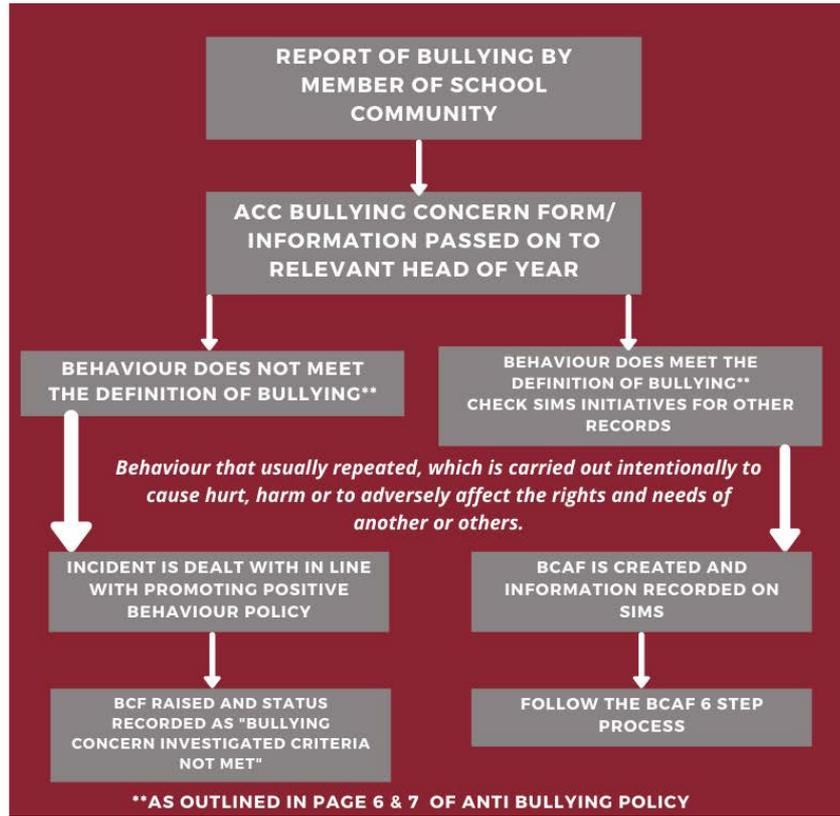 REPORT OF BULLYING BY
MEMBER OF SCHOOL
COMMUNITY
ACC BULLYING CONCERN FORM/
INFORMATION PASSED ON TO
RELEVANT HEAD OF YEAR
BEHAVIOUR DOES NOT MEET
THE DEFINITION OF BULLYING**
BEHAVIOUR DOES MEET THE
DEFINITION OF BULLYING**
CHECK SIMS INITIATIVES FOR OTHER
RECORDS
Behaviour that usually repeated, which is carried out intentionally to
cause hurt, harm or to adversely affect the rights and needs of
another or others.
INCIDENT IS DEALT WITH IN LINE
WITH PROMOTING POSITIVE
BEHAVIOUR POLICY
BCAF IS CREATED AND
INFORMATION RECORDED ON
SIMS
BCF RAISED AND STATUS
RECORDED AS "BULLYING
CONCERN INVESTIGATED CRITERIA
NOT MET"
FOLLOW THE BCAF 6 STEP
PROCESS
**AS OUTLINED IN PAGE 6 & 7 OF ANTI BULLYING POLICY